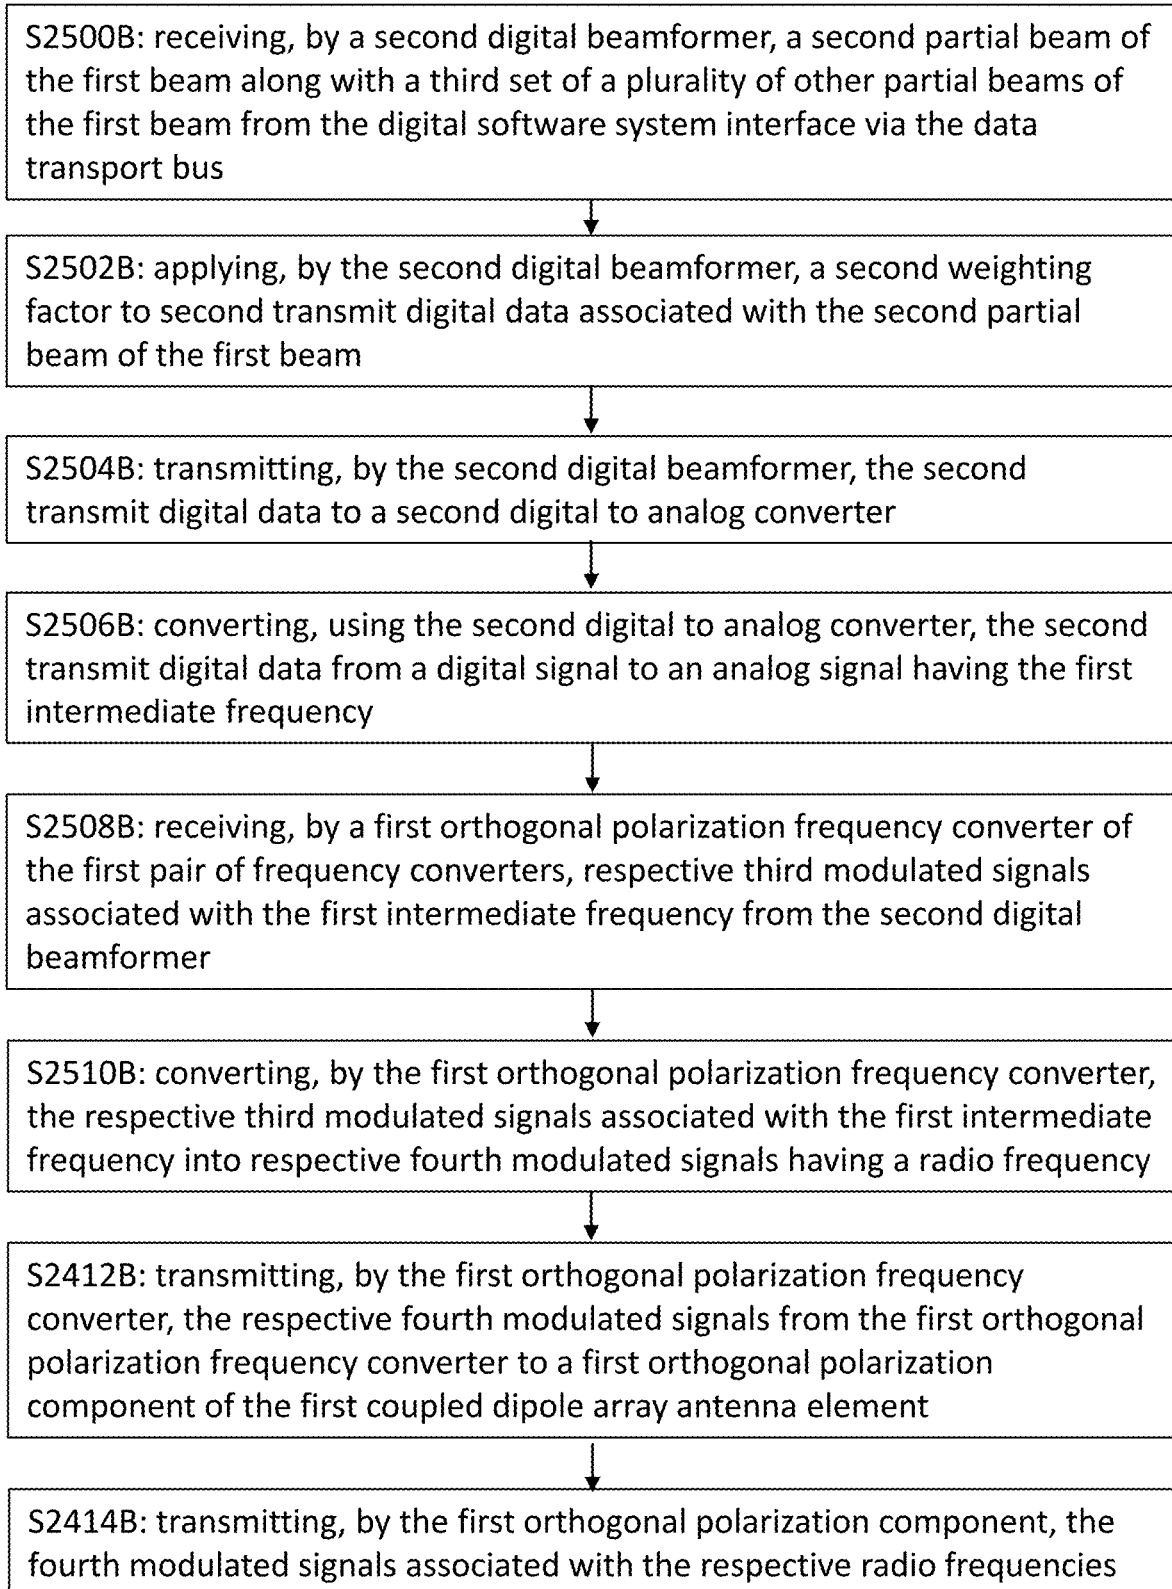 S2500B: receiving, by a second digital beamformer, a second partial beam of
the first beam along with a third set of a plurality of other partial beams of
the first beam from the digital software system interface via the data
transport bus
S2502B: applying, by the second digital beamformer, a second weighting
factor to second transmit digital data associated with the second partial
beam of the first beam
S2504B: transmitting, by the second digital beamformer, the second
transmit digital data to a second digital to analog converter
S2506B: converting, using the second digital to analog converter, the second
transmit digital data from a digital signal to an analog signal having the first
intermediate frequency
S2508B: receiving, by a first orthogonal polarization frequency converter of
the first pair of frequency converters, respective third modulated signals
associated with the first intermediate frequency from the second digital
beamformer
S2510B: converting, by the first orthogonal polarization frequency converter,
the respective third modulated signals associated with the first intermediate
frequency into respective fourth modulated signals having a radio frequency
S2412B: transmitting, by the first orthogonal polarization frequency
converter, the respective fourth modulated signals from the first orthogonal
polarization frequency converter to a first orthogonal polarization
component of the first coupled dipole array antenna element
S2414B: transmitting, by the first orthogonal polarization component, the
fourth modulated signals associated with the respective radio frequencies